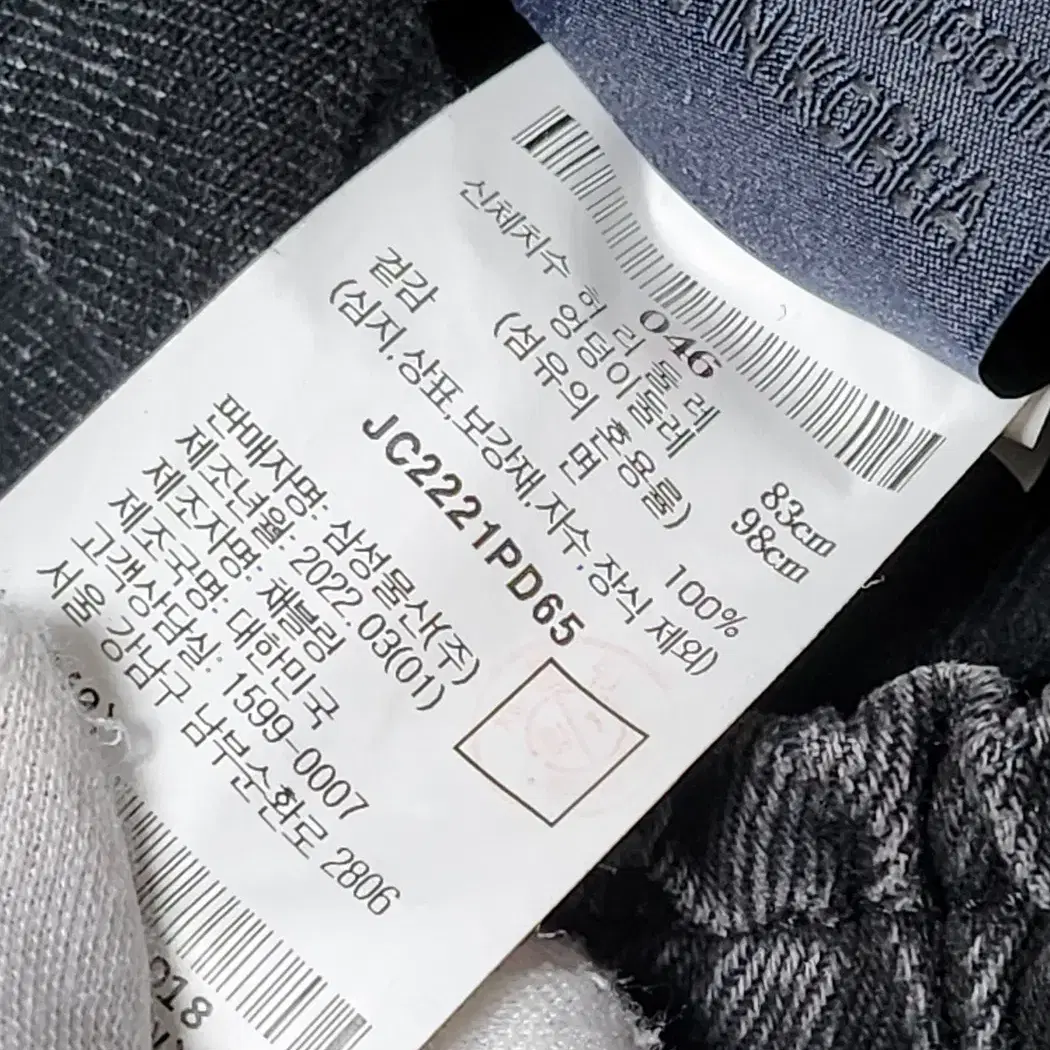 046
신체치수 허리둘레 83cm
엉덩이둘레 98cm
(섬유의 혼용률)
겉감 면 100%
(심지,상표,보강재,자수,장식 제외)
JC2221PD65
판매자명: 삼성물산(주)
제조년월: 2022.03(01)
제조자명: 채블링
제조국명: 대한민국
고객상담실: 1599-0007
서울 강남구 남부순환로 2806
018